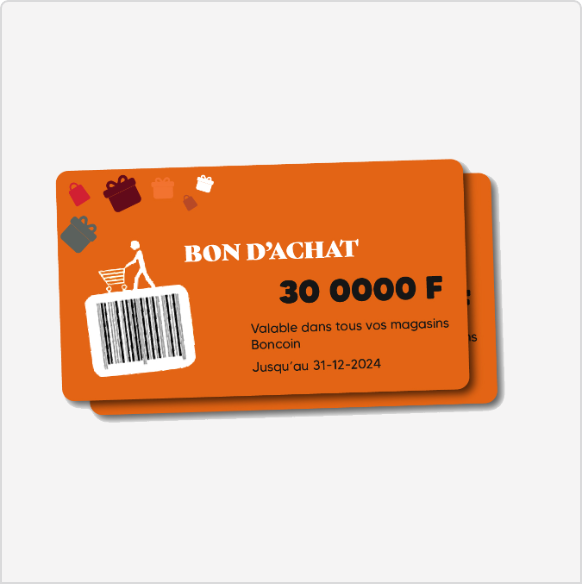 BON D'ACHAT
30 0000 F
Valable dans tous vos magasins
Boncoin
Jusqu'au 31-12-2024